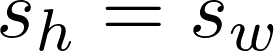 $s_h = s_w$